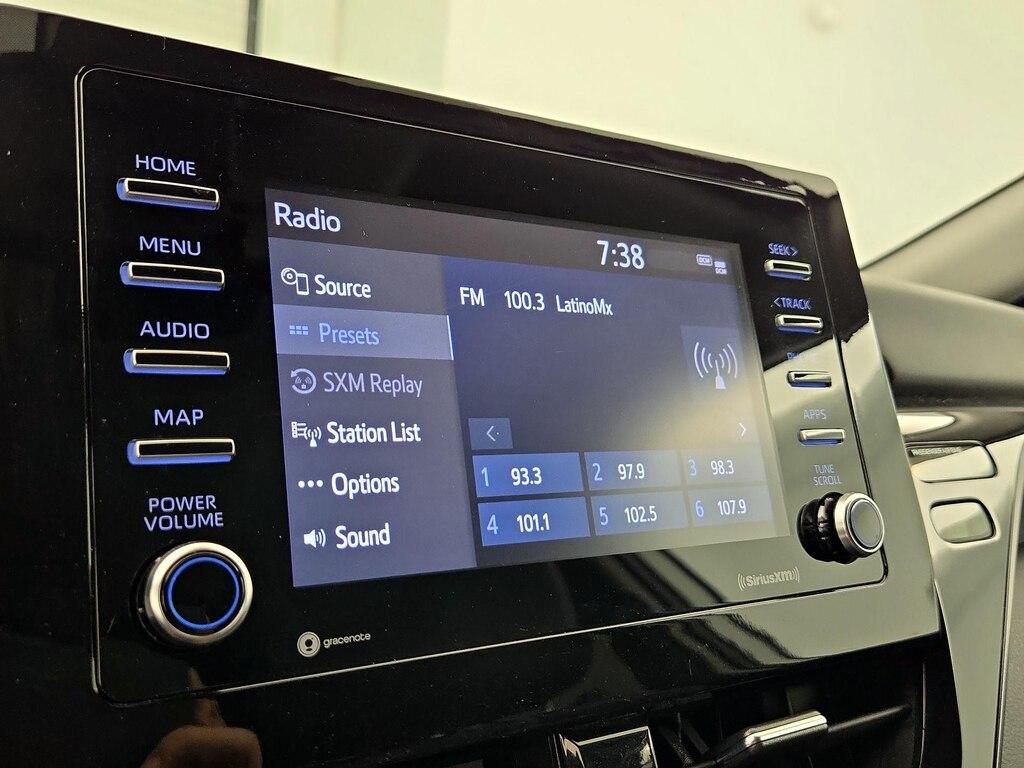 HOME
MENU
AUDIO
MAP
POWER
VOLUME
Radio
7:38
DCM
DCM
Source
Presets
SXM Replay
Station List
Options
Sound
FM 100.3 LatinoMx
< >
1 93.3
2 97.9
3 98.3
4 101.1
5 102.5
6 107.9
SEEK >
< TRACK
APPS
TUNE
SCROLL
((SiriusXM))
gracenote